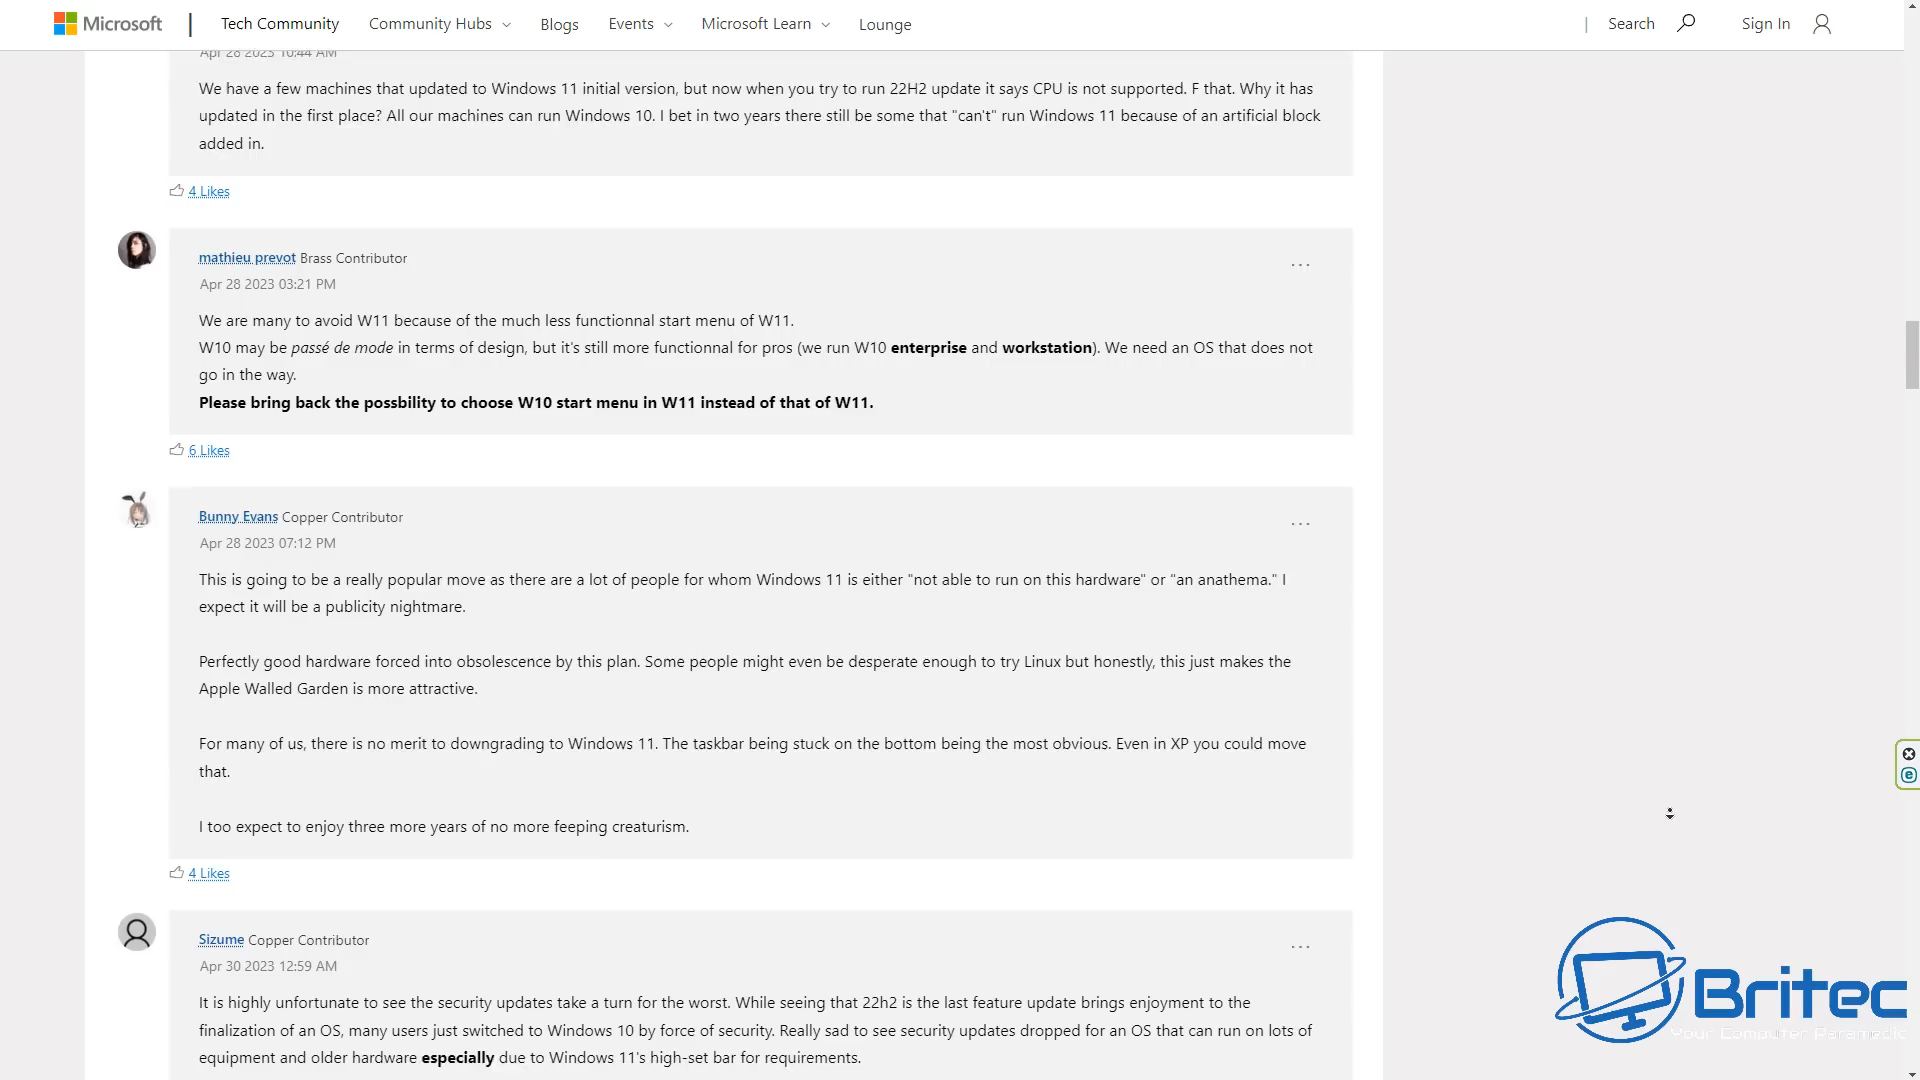 Microsoft | Tech Community Community Hubs Blogs Events Microsoft Learn Lounge | Search Sign In
Apr 28 2023 10:44 AM
We have a few machines that updated to Windows 11 initial version, but now when you try to run 22H2 update it says CPU is not supported. F that. Why it has
updated in the first place? All our machines can run Windows 10. I bet in two years there still be some that "can't" run Windows 11 because of an artificial block
added in.
4 Likes
mathieu prevot Brass Contributor
...
Apr 28 2023 03:21 PM
We are many to avoid W11 because of the much less functionnal start menu of W11.
W10 may be passé de mode in terms of design, but it's still more functionnal for pros (we run W10 enterprise and workstation). We need an OS that does not
go in the way.
Please bring back the possbility to choose W10 start menu in W11 instead of that of W11.
6 Likes
Bunny Evans Copper Contributor
...
Apr 28 2023 07:12 PM
This is going to be a really popular move as there are a lot of people for whom Windows 11 is either "not able to run on this hardware" or "an anathema." I
expect it will be a publicity nightmare.
Perfectly good hardware forced into obsolescence by this plan. Some people might even be desperate enough to try Linux but honestly, this just makes the
Apple Walled Garden is more attractive.
For many of us, there is no merit to downgrading to Windows 11. The taskbar being stuck on the bottom being the most obvious. Even in XP you could move
that.
I too expect to enjoy three more years of no more feeping creaturism.
4 Likes
Sizume Copper Contributor
...
Apr 30 2023 12:59 AM
It is highly unfortunate to see the security updates take a turn for the worst. While seeing that 22h2 is the last feature update brings enjoyment to the
finalization of an OS, many users just switched to Windows 10 by force of security. Really sad to see security updates dropped for an OS that can run on lots of
equipment and older hardware especially due to Windows 11's high-set bar for requirements.
Britec
Your Computer Paramedic